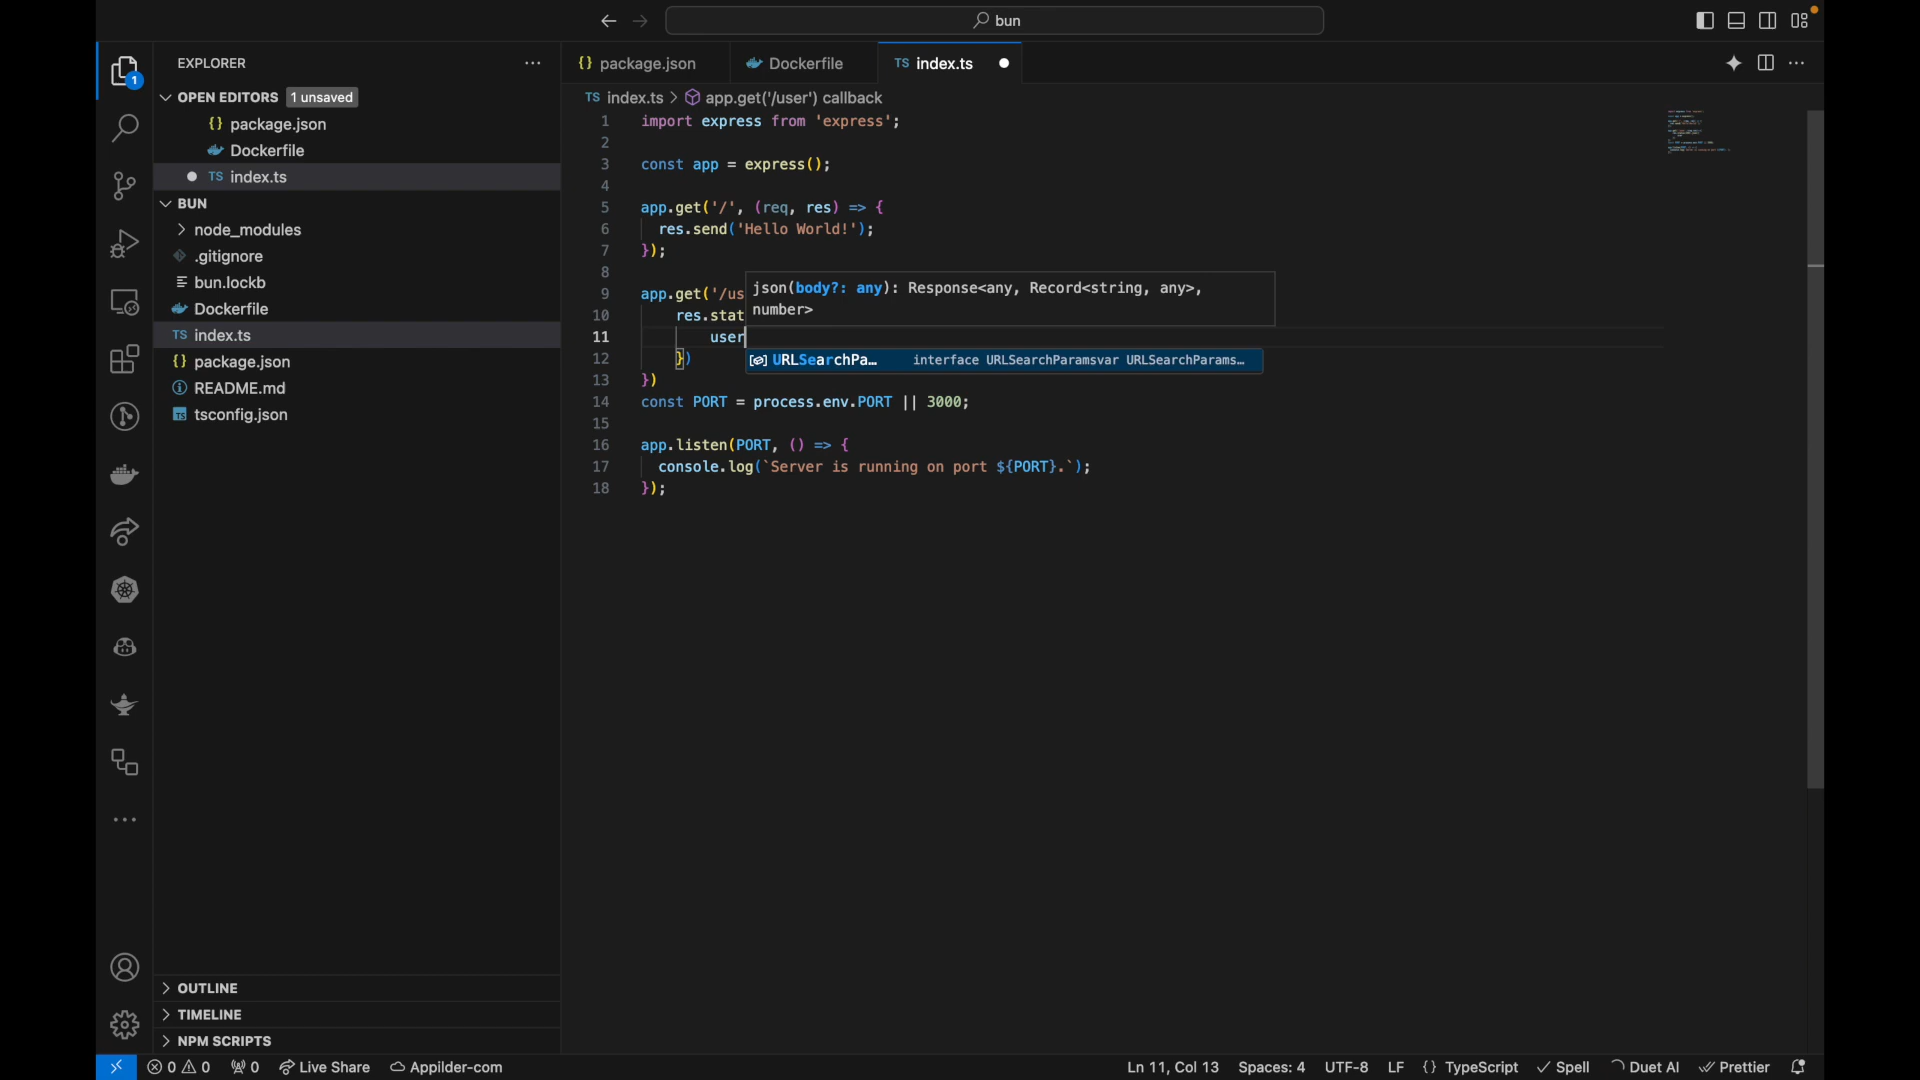 bun
EXPLORER
OPEN EDITORS 1 unsaved
{} package.json
Dockerfile
TS index.ts
BUN
node_modules
.gitignore
bun.lockb
Dockerfile
TS index.ts
{} package.json
README.md
TS tsconfig.json
OUTLINE
TIMELINE
NPM SCRIPTS
1
{} package.json
Dockerfile
TS index.ts
TS index.ts > app.get('/user') callback
1 import express from 'express';
2
3 const app = express();
4
5 app.get('/', (req, res) => {
6 res.send('Hello World!');
7 });
8
9 app.get('/us
10 res.stat
11 user
12 })
13 })
14 const PORT = process.env.PORT || 3000;
15
16 app.listen(PORT, () => {
17 console.log(`Server is running on port ${PORT}.`);
18 });
json(body?: any): Response<any, Record<string, any>,
number>
URLSearchPa… interface URLSearchParamsvar URLSearchParams…
0 0 0 Live Share Appilder-com
Ln 11, Col 13 Spaces: 4 UTF-8 LF {} TypeScript Spell Duet AI Prettier